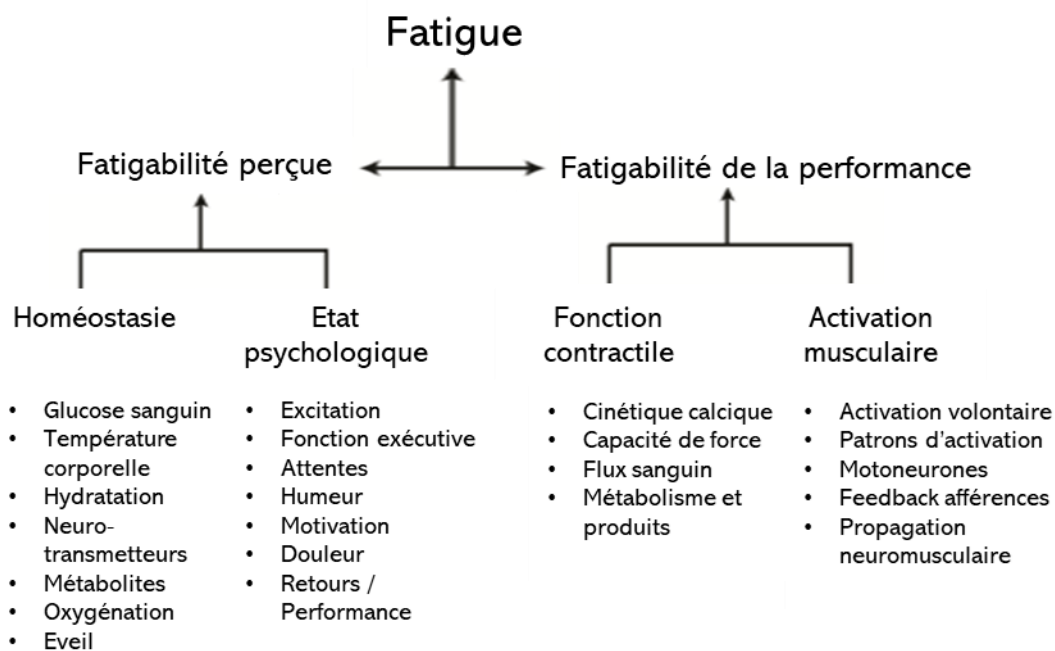 Fatigue
Fatigabilité perçue
Fatigabilité de la performance
Homéostasie
• Glucose sanguin
• Température
corporelle
• Hydratation
• Neuro-
transmetteurs
• Métabolites
• Oxygénation
• Eveil
Etat
psychologique
• Excitation
• Fonction exécutive
• Attentes
• Humeur
• Motivation
• Douleur
• Retours /
Performance
Fonction
contractile
• Cinétique calcique
• Capacité de force
• Flux sanguin
• Métabolisme et
produits
Activation
musculaire
• Activation volontaire
• Patrons d'activation
• Motoneurones
• Feedback afférences
• Propagation
neuromusculaire